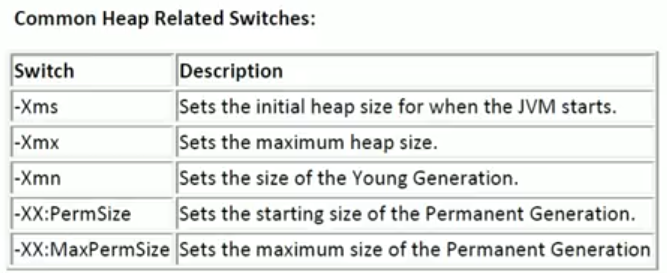 Common Heap Related Switches:
Switch Description
-Xms Sets the initial heap size for when the JVM starts.
-Xmx Sets the maximum heap size.
-Xmn Sets the size of the Young Generation.
-XX:PermSize Sets the starting size of the Permanent Generation.
-XX:MaxPermSize Sets the maximum size of the Permanent Generation